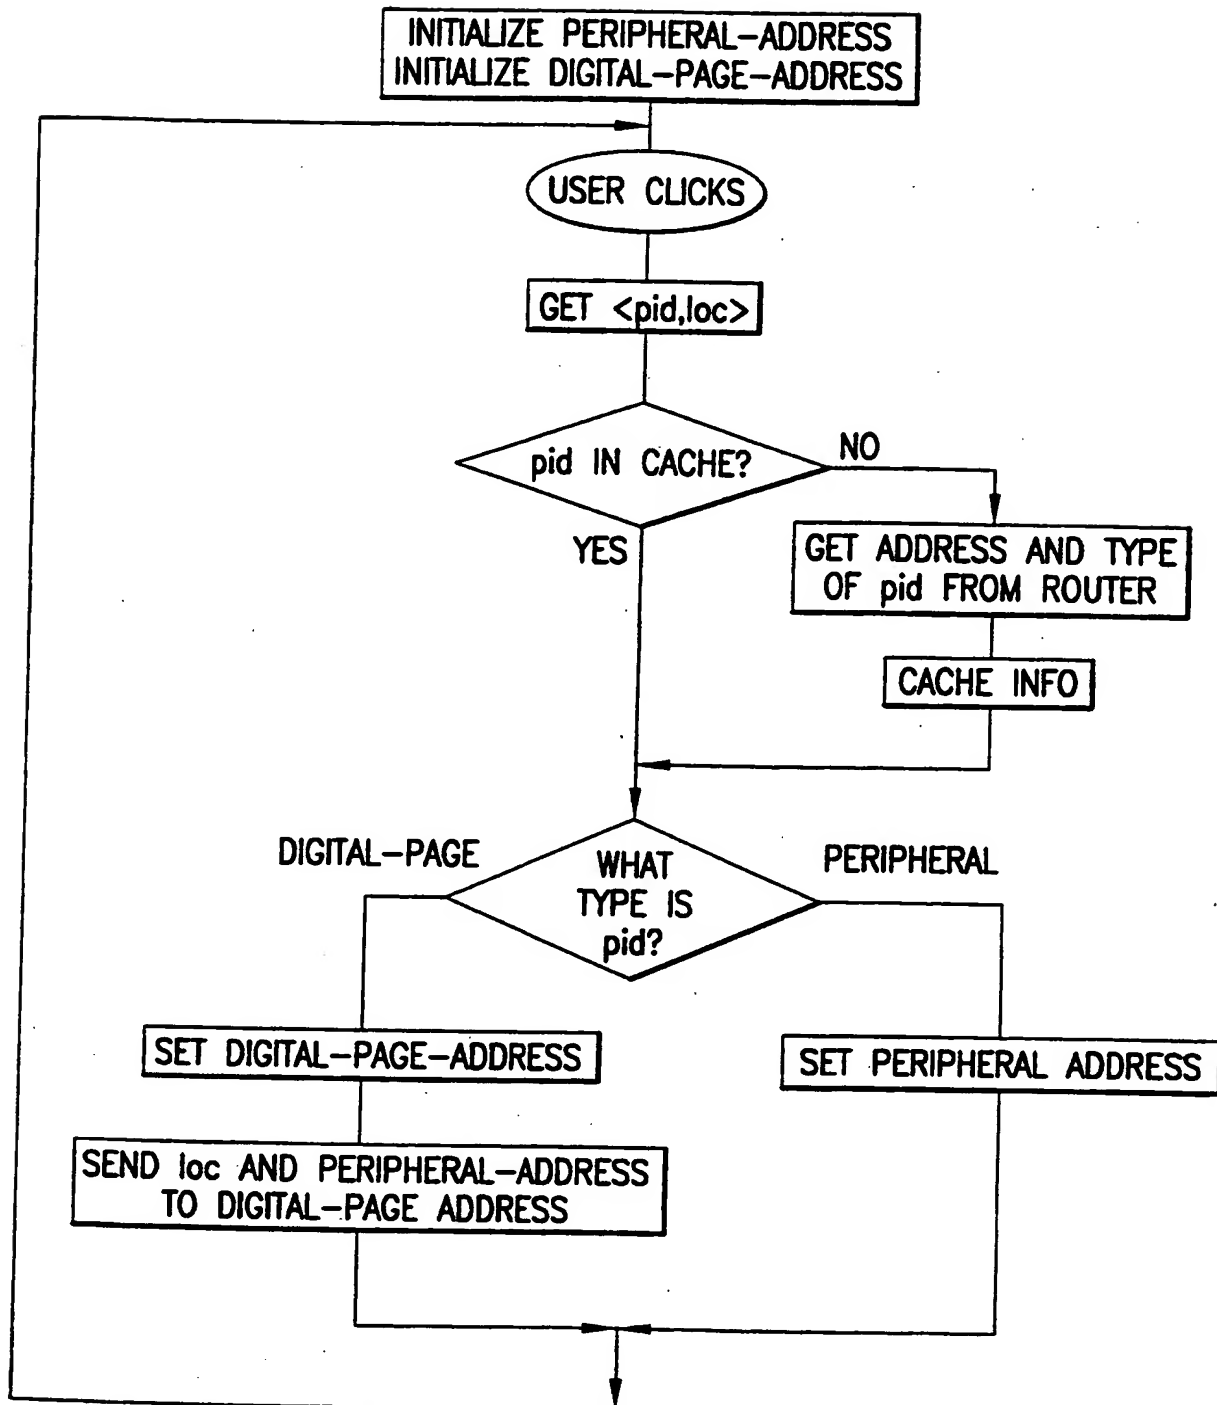 INITIALIZE PERIPHERAL-ADDRESS
INITIALIZE DIGITAL-PAGE-ADDRESS
USER CLICKS
GET <pid,loc>
pid IN CACHE?
NO
YES
GET ADDRESS AND TYPE
OF pid FROM ROUTER
CACHE INFO
DIGITAL-PAGE
WHAT
TYPE IS
pid?
PERIPHERAL
SET DIGITAL-PAGE-ADDRESS
SET PERIPHERAL ADDRESS
SEND loc AND PERIPHERAL-ADDRESS
TO DIGITAL-PAGE ADDRESS